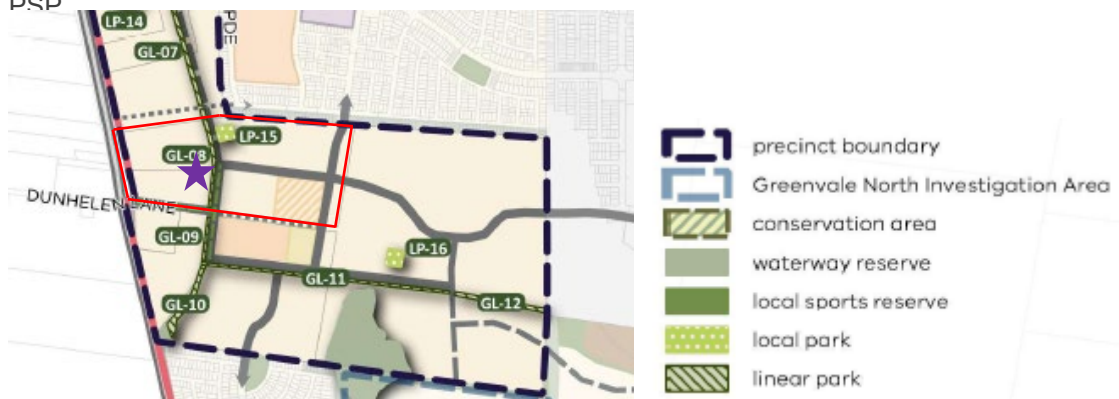 PSP
LP-14
PDE
GL-07
LP-15
GL-08
DUNHELEN LANE
GL-09
LP-16
GL-11
GL-10
GL-12
precinct boundary
Greenvale North Investigation Area
conservation area
waterway reserve
local sports reserve
local park
linear park